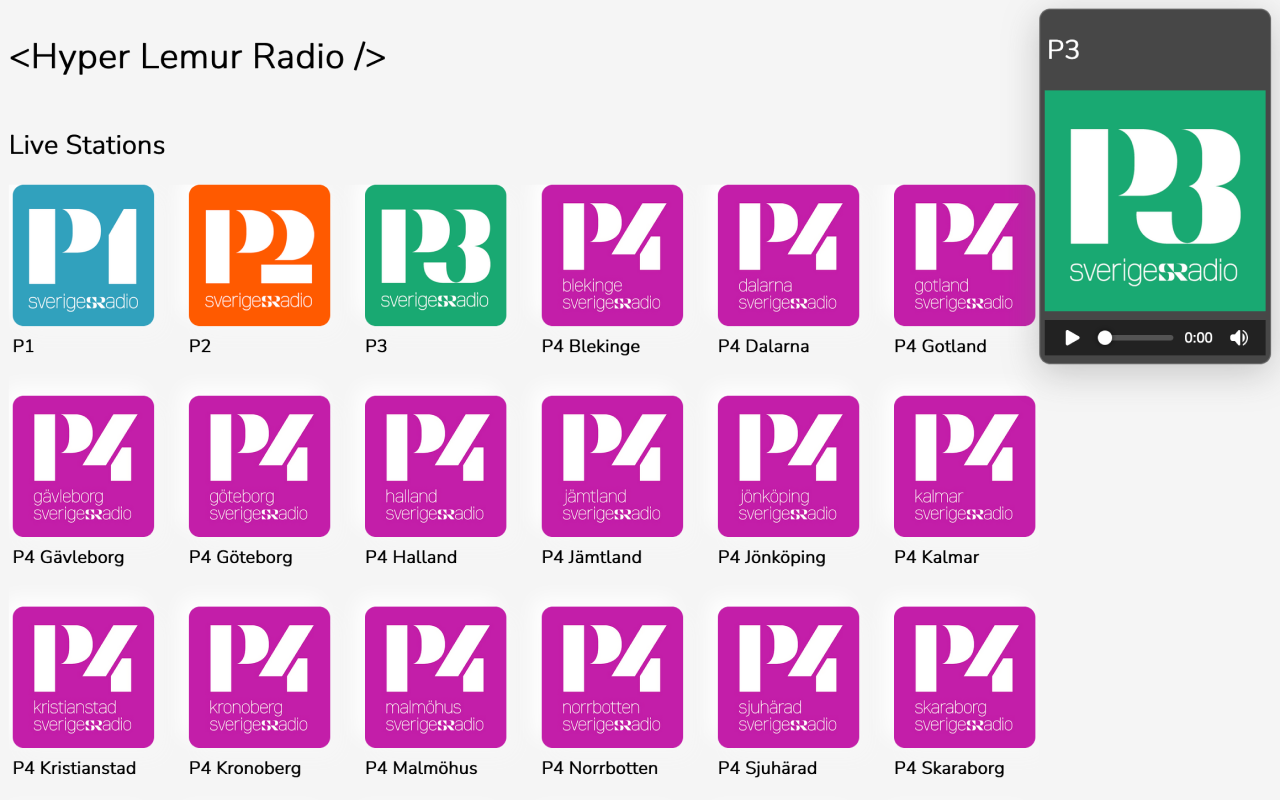 <Hyper Lemur Radio />
P3
P3
sverigesRadio
0:00
Live Stations
P1
sverigesRadio
P1
P2
sverigesRadio
P2
P3
sverigesRadio
P3
P4
blekinge
sverigesRadio
P4 Blekinge
P4
dalarna
sverigesRadio
P4 Dalarna
P4
gotland
sverigesRadio
P4 Gotland
P4
gävleborg
sverigesRadio
P4 Gävleborg
P4
göteborg
sverigesRadio
P4 Göteborg
P4
halland
sverigesRadio
P4 Halland
P4
jämtland
sverigesRadio
P4 Jämtland
P4
jönköping
sverigesRadio
P4 Jönköping
P4
kalmar
sverigesRadio
P4 Kalmar
P4
kristianstad
sverigesRadio
P4 Kristianstad
P4
kronoberg
sverigesRadio
P4 Kronoberg
P4
malmöhus
sverigesRadio
P4 Malmöhus
P4
norrbotten
sverigesRadio
P4 Norrbotten
P4
sjuhärad
sverigesRadio
P4 Sjuhärad
P4
skaraborg
sverigesRadio
P4 Skaraborg